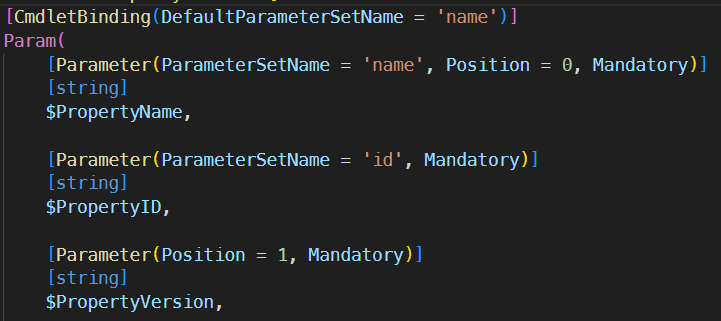 [CmdletBinding(DefaultParameterSetName = 'name')]
Param(
[Parameter(ParameterSetName = 'name', Position = 0, Mandatory)]
[string]
$PropertyName,
[Parameter(ParameterSetName = 'id', Mandatory)]
[string]
$PropertyID,
[Parameter(Position = 1, Mandatory)]
[string]
$PropertyVersion,